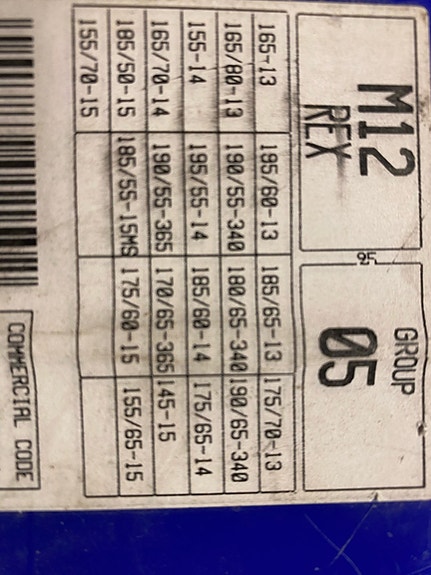 M12 GROUP
REX 05
95
165-13 185/60-13 185/65-13 175/70-13
165/80-13 190/55-340 180/65-340 190/65-340
155-14 195/55-14 185/60-14 175/65-14
165/70-14 190/55-365 170/65-365 145-15
185/50-15 185/55-15MS 175/60-15 155/65-15
155/70-15
COMMERCIAL CODE